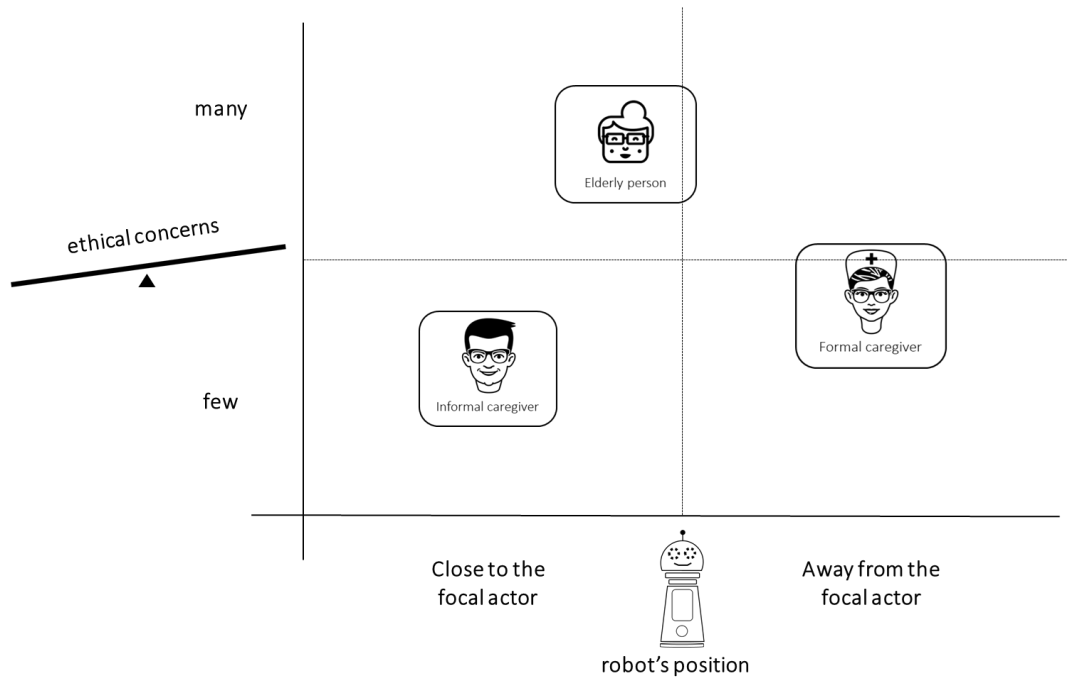 many
Elderly person
ethical concerns
Formal caregiver
Informal caregiver
few
Close to the
focal actor
Away from the
focal actor
robot's position